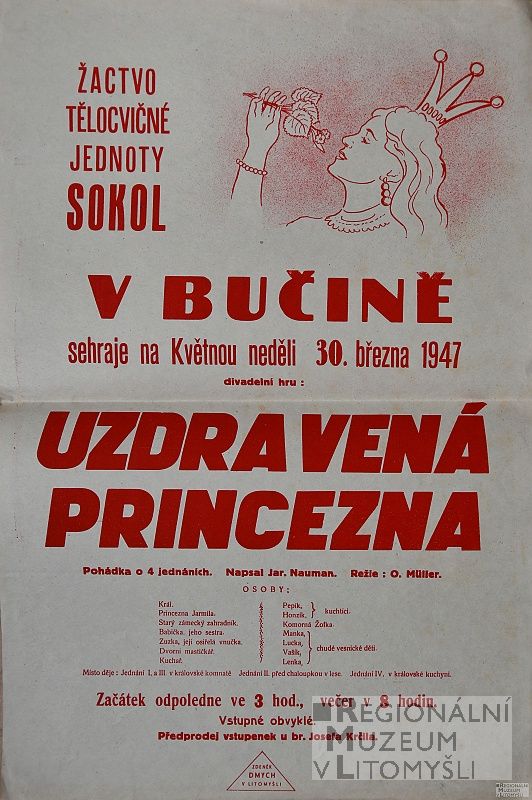 ŽACTVO
TĚLOCVIČNÉ
JEDNOTY
SOKOL
V BUČINĚ
sehraje na Květnou neděli 30. března 1947
divadelní hru :
UZDRAVENÁ
PRINCEZNA
Pohádka o 4 jednáních. Napsal Jar. Nauman. Režie : O. Müller.
OSOBY:
Král.
Princezna Jarmila.
Starý zámecký zahradník.
Babička, jeho sestra.
Zuzka, její osiřelá vnučka.
Dvorní mastičkář.
Kuchař.
Pepík,
Honzík, } kuchtíci.
Komorná Žofka.
Manka,
Lucka,
Vašík,
Lenka, } chudé vesnické děti.
Místo děje : Jednání I. a III. v královské komnatě Jednání II. před chaloupkou v lese. Jednání IV. v královské kuchyni.
Začátek odpoledne ve 3 hod., večer v 8. hodin.
Vstupné obvyklé.
Předprodej vstupenek u br. Josefa Krčila.
ZDENĚK
DMYCH
V LITOMYŠLI
REGIONÁLNÍ
MUZEUM
V LITOMYŠLI
REGIONÁLNÍ
MUZEUM
V LITOMYŠLI